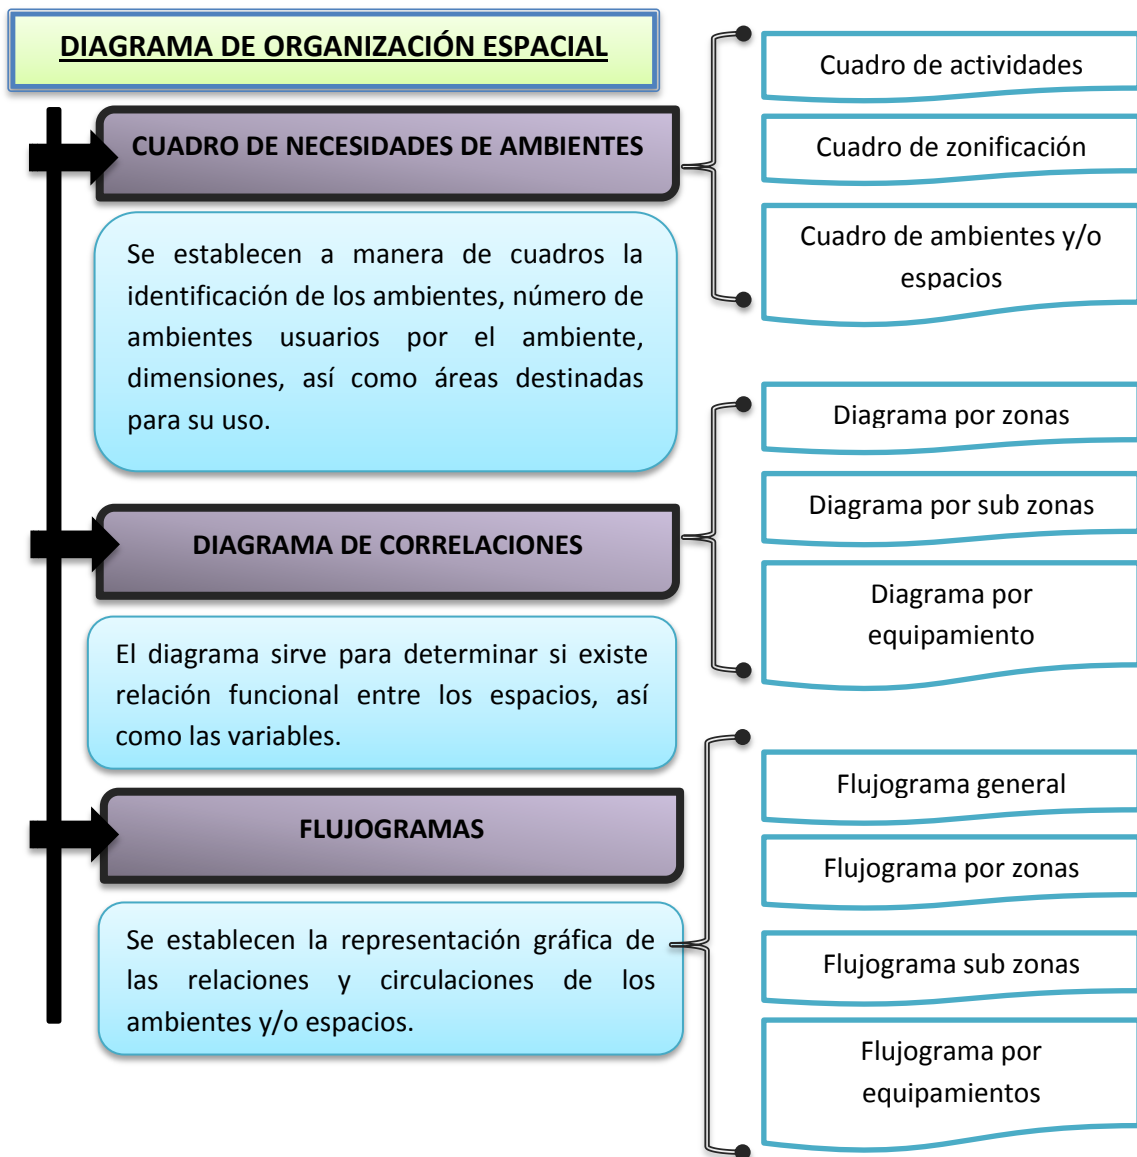 DIAGRAMA DE ORGANIZACIÓN ESPACIAL
CUADRO DE NECESIDADES DE AMBIENTES
Se establecen a manera de cuadros la
identificación de los ambientes, número de
ambientes usuarios por el ambiente,
dimensiones, así como áreas destinadas
para su uso.
Cuadro de actividades
Cuadro de zonificación
Cuadro de ambientes y/o
espacios
DIAGRAMA DE CORRELACIONES
El diagrama sirve para determinar si existe
relación funcional entre los espacios, así
como las variables.
Diagrama por zonas
Diagrama por sub zonas
Diagrama por
equipamiento
FLUJOGRAMAS
Se establecen la representación gráfica de
las relaciones y circulaciones de los
ambientes y/o espacios.
Flujograma general
Flujograma por zonas
Flujograma sub zonas
Flujograma por
equipamientos